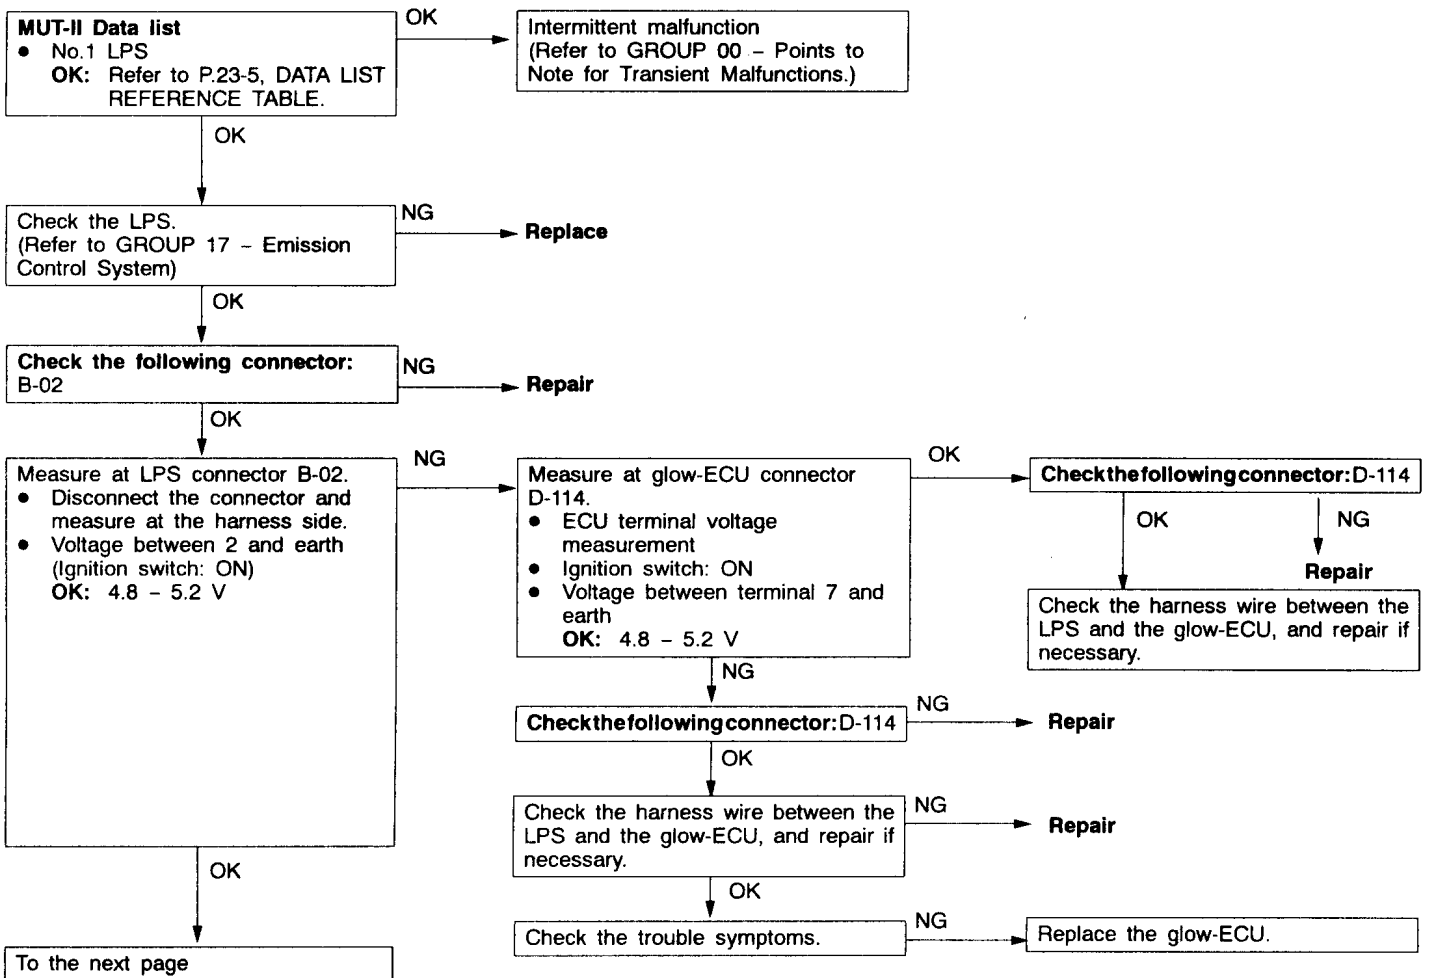 MUT-II Data list
● No.1 LPS
OK: Refer to P.23-5, DATA LIST
REFERENCE TABLE.
OK
Intermittent malfunction
(Refer to GROUP 00 – Points to
Note for Transient Malfunctions.)
OK
Check the LPS.
(Refer to GROUP 17 – Emission
Control System)
NG
Replace
OK
Check the following connector:
B-02
NG
Repair
OK
Measure at LPS connector B-02.
● Disconnect the connector and
measure at the harness side.
● Voltage between 2 and earth
(Ignition switch: ON)
OK: 4.8 – 5.2 V
NG
Measure at glow-ECU connector
D-114.
● ECU terminal voltage
measurement
● Ignition switch: ON
● Voltage between terminal 7 and
earth
OK: 4.8 – 5.2 V
OK
Checkthefollowingconnector:D-114
OK
NG
Repair
Check the harness wire between the
LPS and the glow-ECU, and repair if
necessary.
NG
Checkthefollowingconnector:D-114
NG
Repair
OK
Check the harness wire between the
LPS and the glow-ECU, and repair if
necessary.
NG
Repair
OK
Check the trouble symptoms.
NG
Replace the glow-ECU.
OK
To the next page